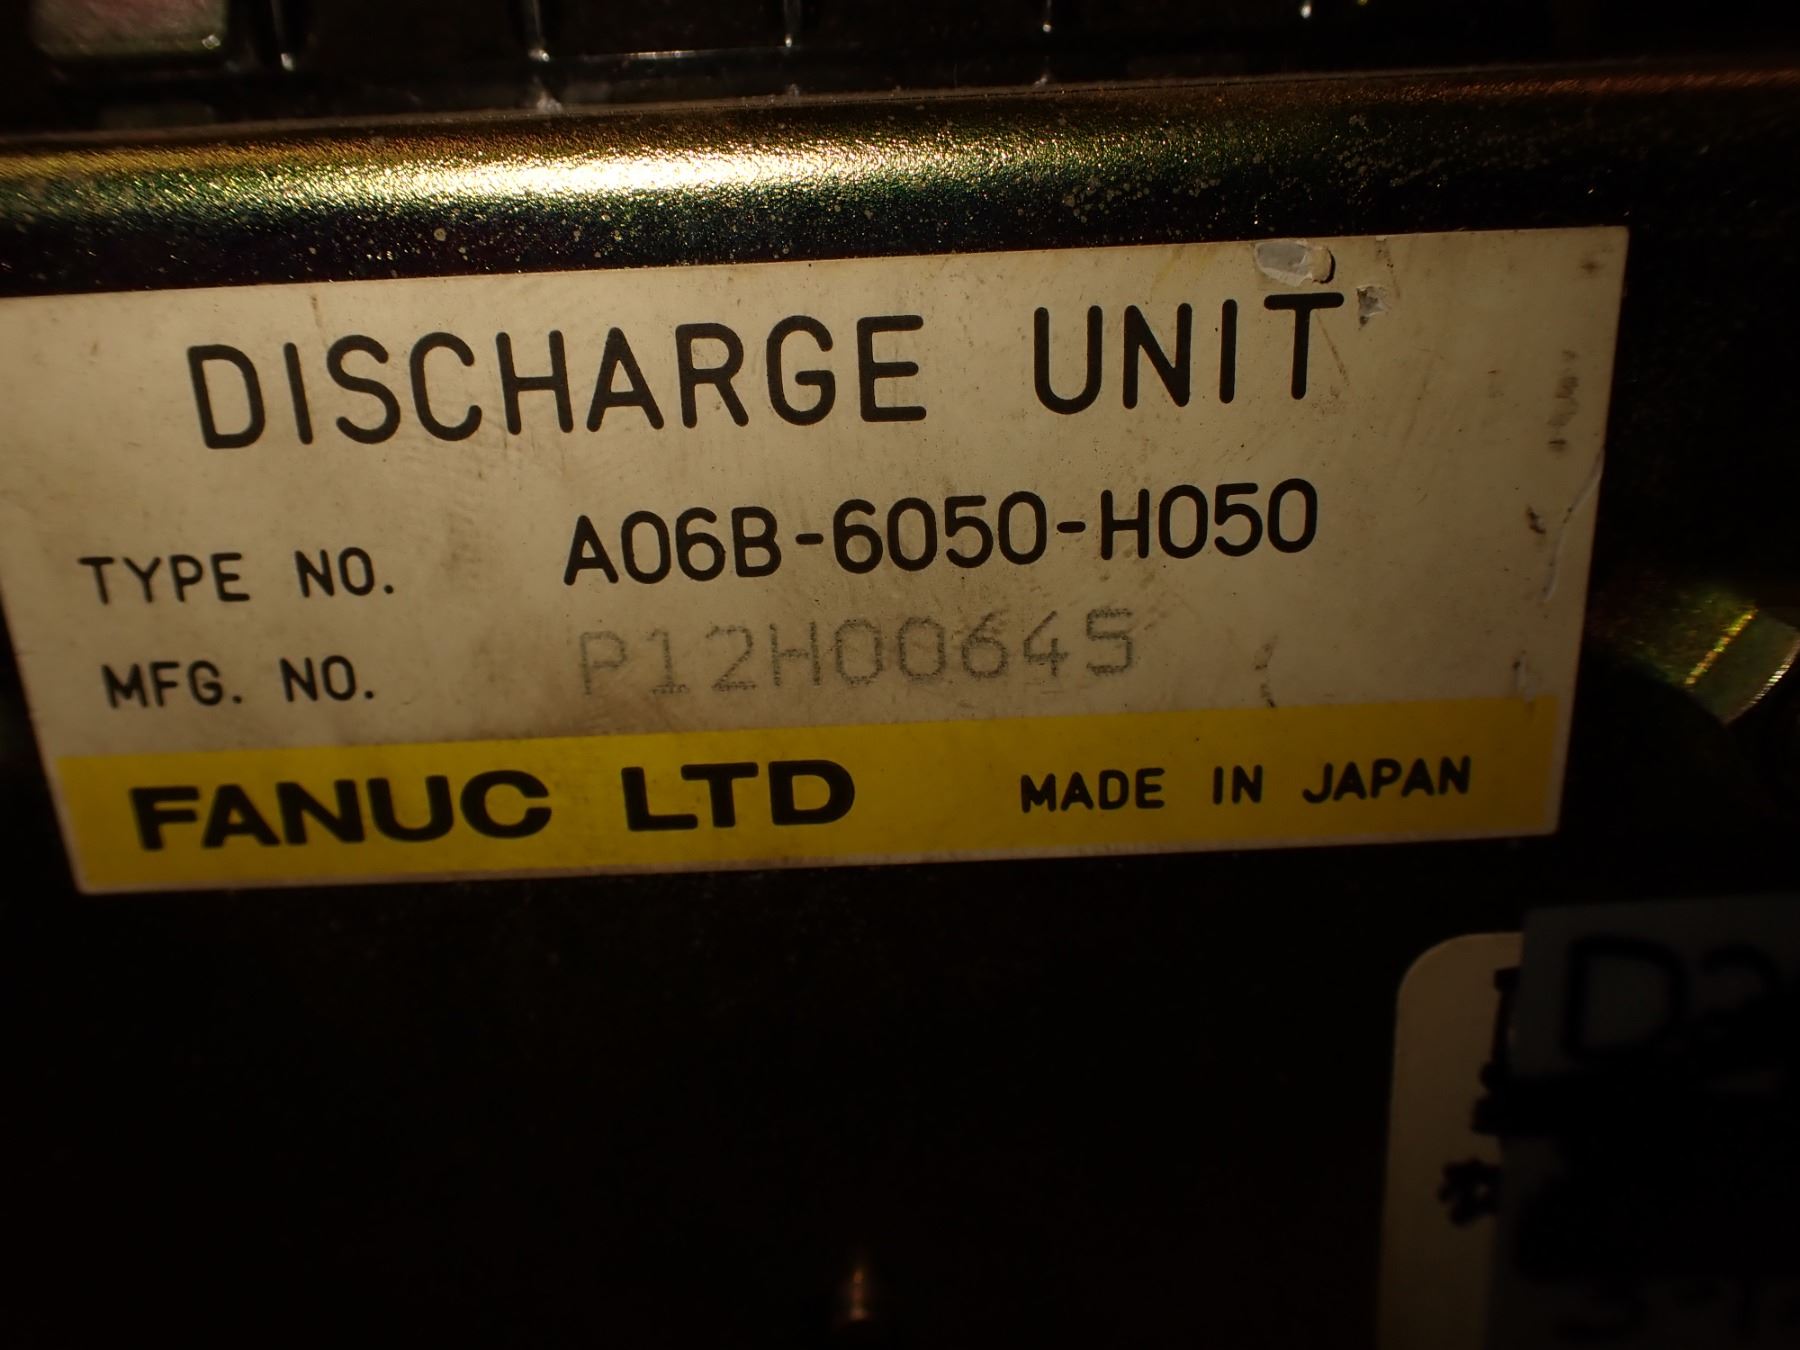 DISCHARGE UNIT
TYPE NO. A06B-6050-H050
MFG. NO. P12H00645
FANUC LTD MADE IN JAPAN